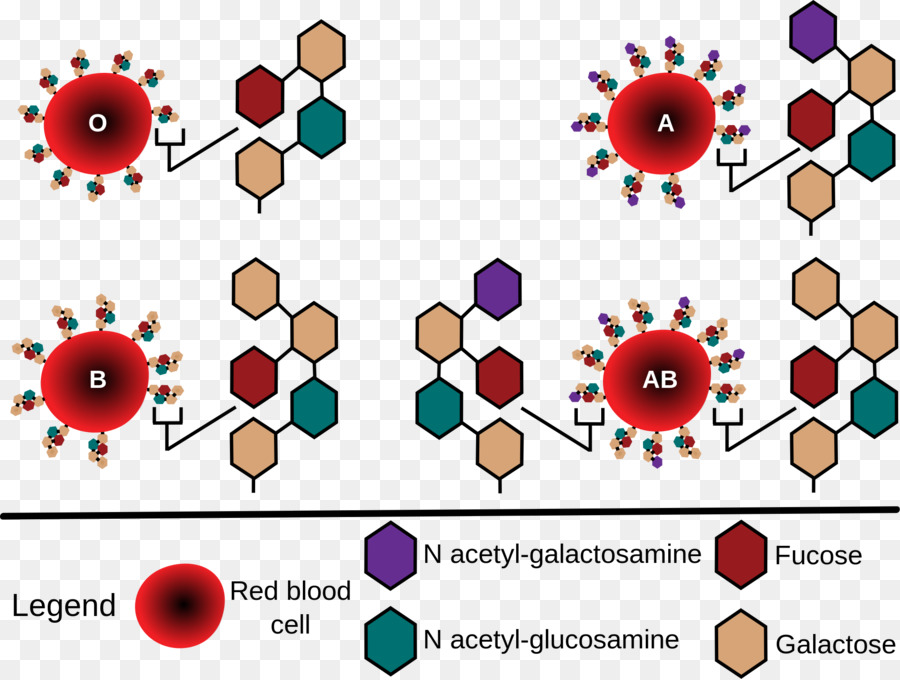 O
A
B
AB
Legend
Red blood
cell
N acetyl-galactosamine
Fucose
N acetyl-glucosamine
Galactose